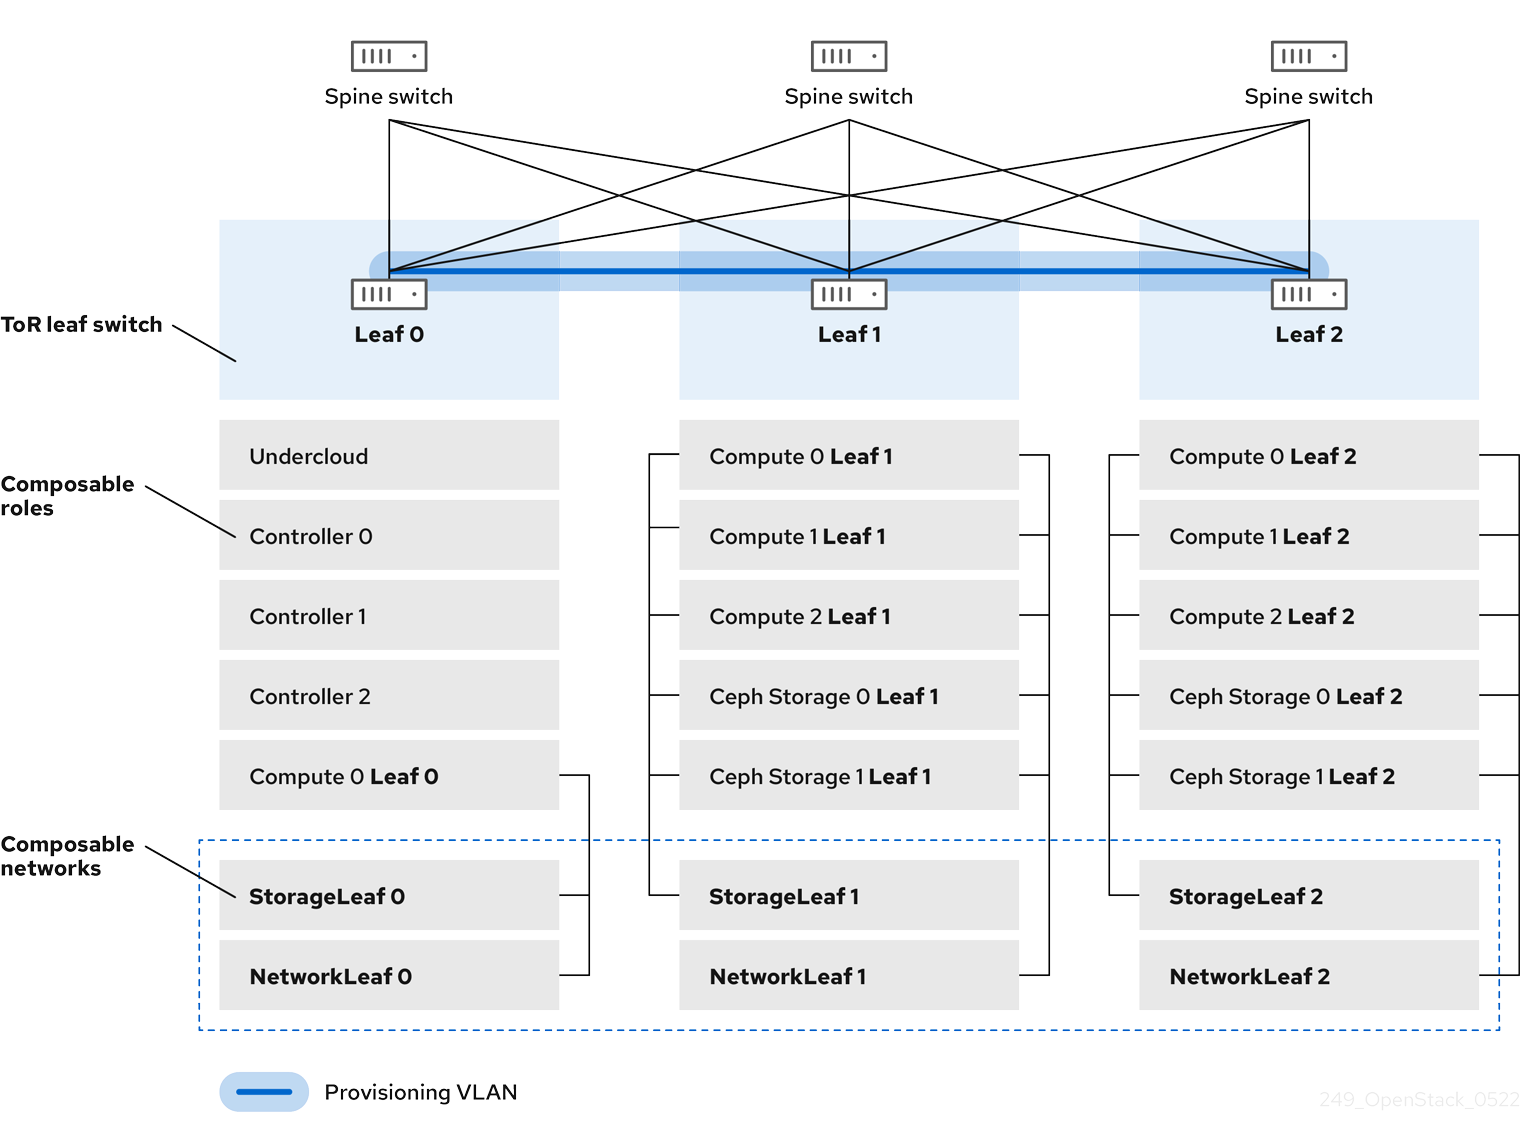 Spine switch
Spine switch
Spine switch
ToR leaf switch
Leaf 0
Leaf 1
Leaf 2
Composable
roles
Undercloud
Controller 0
Controller 1
Controller 2
Compute 0 Leaf 0
Compute 0 Leaf 1
Compute 1 Leaf 1
Compute 2 Leaf 1
Ceph Storage 0 Leaf 1
Ceph Storage 1 Leaf 1
Compute 0 Leaf 2
Compute 1 Leaf 2
Compute 2 Leaf 2
Ceph Storage 0 Leaf 2
Ceph Storage 1 Leaf 2
Composable
networks
StorageLeaf 0
NetworkLeaf 0
StorageLeaf 1
NetworkLeaf 1
StorageLeaf 2
NetworkLeaf 2
Provisioning VLAN
249_OpenStack_0522